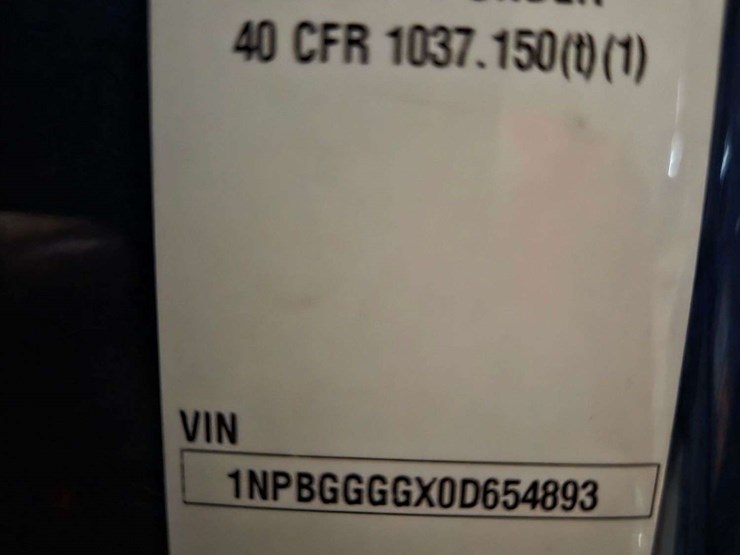 40 CFR 1037.150(t)(1)
VIN
1NPBGGGGX0D654893